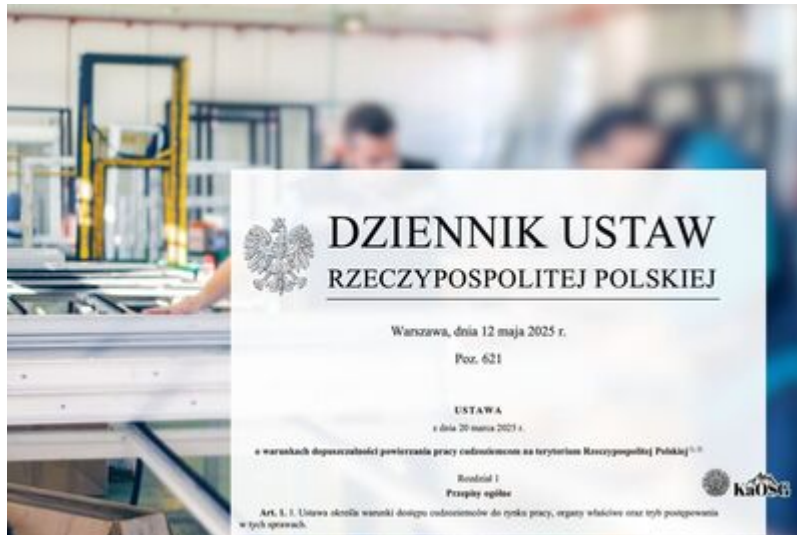 DZIENNIK USTAW
RZECZYPOSPOLITEJ POLSKIEJ
Warszawa, dnia 12 maja 2025 r.
Poz. 621
USTAWA
z dnia 20 marca 2025 r.
o warunkach dopuszczalności powierzania pracy cudzoziemcom na terytorium Rzeczypospolitej Polskiej
Rozdział 1
Przepisy ogólne
Art. 1. 1. Ustawa określa warunki dostępu cudzoziemców do rynku pracy, organy właściwe oraz tryb postępowania
w tych sprawach.
KaOSG